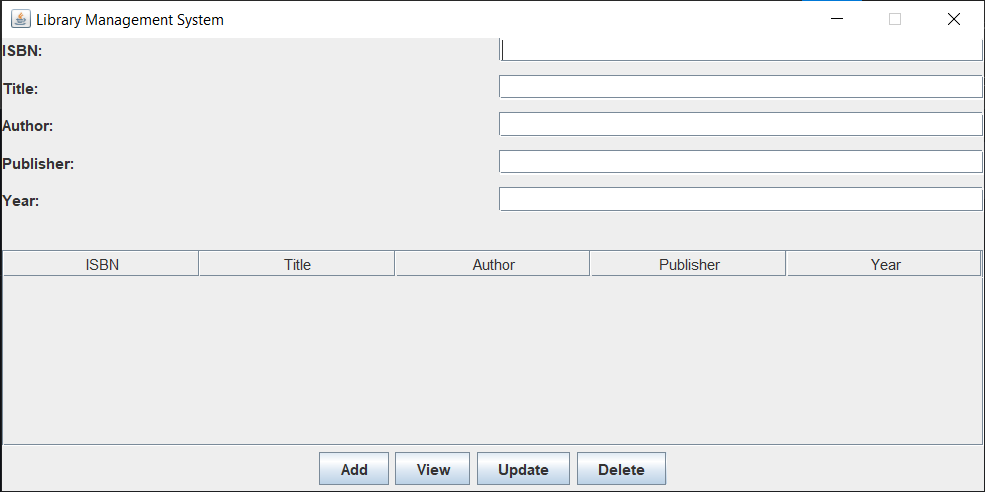 Library Management System
ISBN:
Title:
Author:
Publisher:
Year:
ISBN Title Author Publisher Year
Add View Update Delete